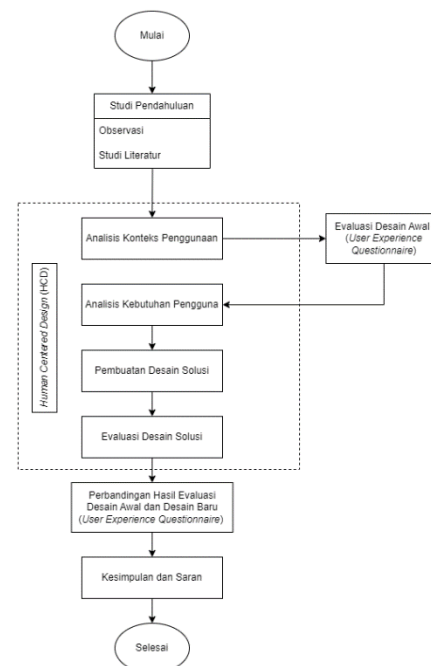 Mulai
Studi Pendahuluan
Observasi
Studi Literatur
Analisis Konteks Penggunaan
Evaluasi Desain Awal
(User Experience
Questionnaire)
Human Centered Design (HCD)
Analisis Kebutuhan Pengguna
Pembuatan Desain Solusi
Evaluasi Desain Solusi
Perbandingan Hasil Evaluasi
Desain Awal dan Desain Baru
(User Experience Questionnaire)
Kesimpulan dan Saran
Selesai